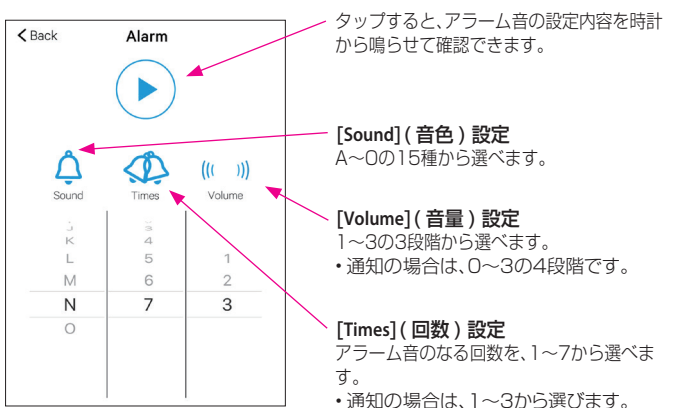 Back
Alarm
Sound
Times
Volume
J
K
L
M
N
O
3
4
5
6
7
1
2
3
タップすると、アラーム音の設定内容を時計
から鳴らせて確認できます。
[Sound] ( 音色 ) 設定
A〜Oの15種から選べます。
[Volume] ( 音量 ) 設定
1〜3の3段階から選べます。
• 通知の場合は、0〜3の4段階です。
[Times] ( 回数 ) 設定
アラーム音のなる回数を、1〜7から選べま
す。
• 通知の場合は、1〜3から選びます。